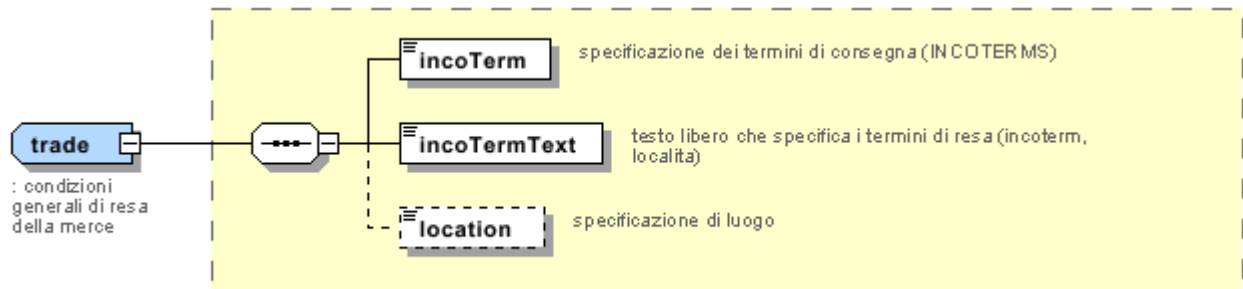 incoTerm
specificazione dei termini di consegna (INCOTERMS)
trade
: condizioni
generali di resa
della merce
incoTermText
testo libero che specifica i termini di resa (incoterm,
localita)
location
specificazione di luogo